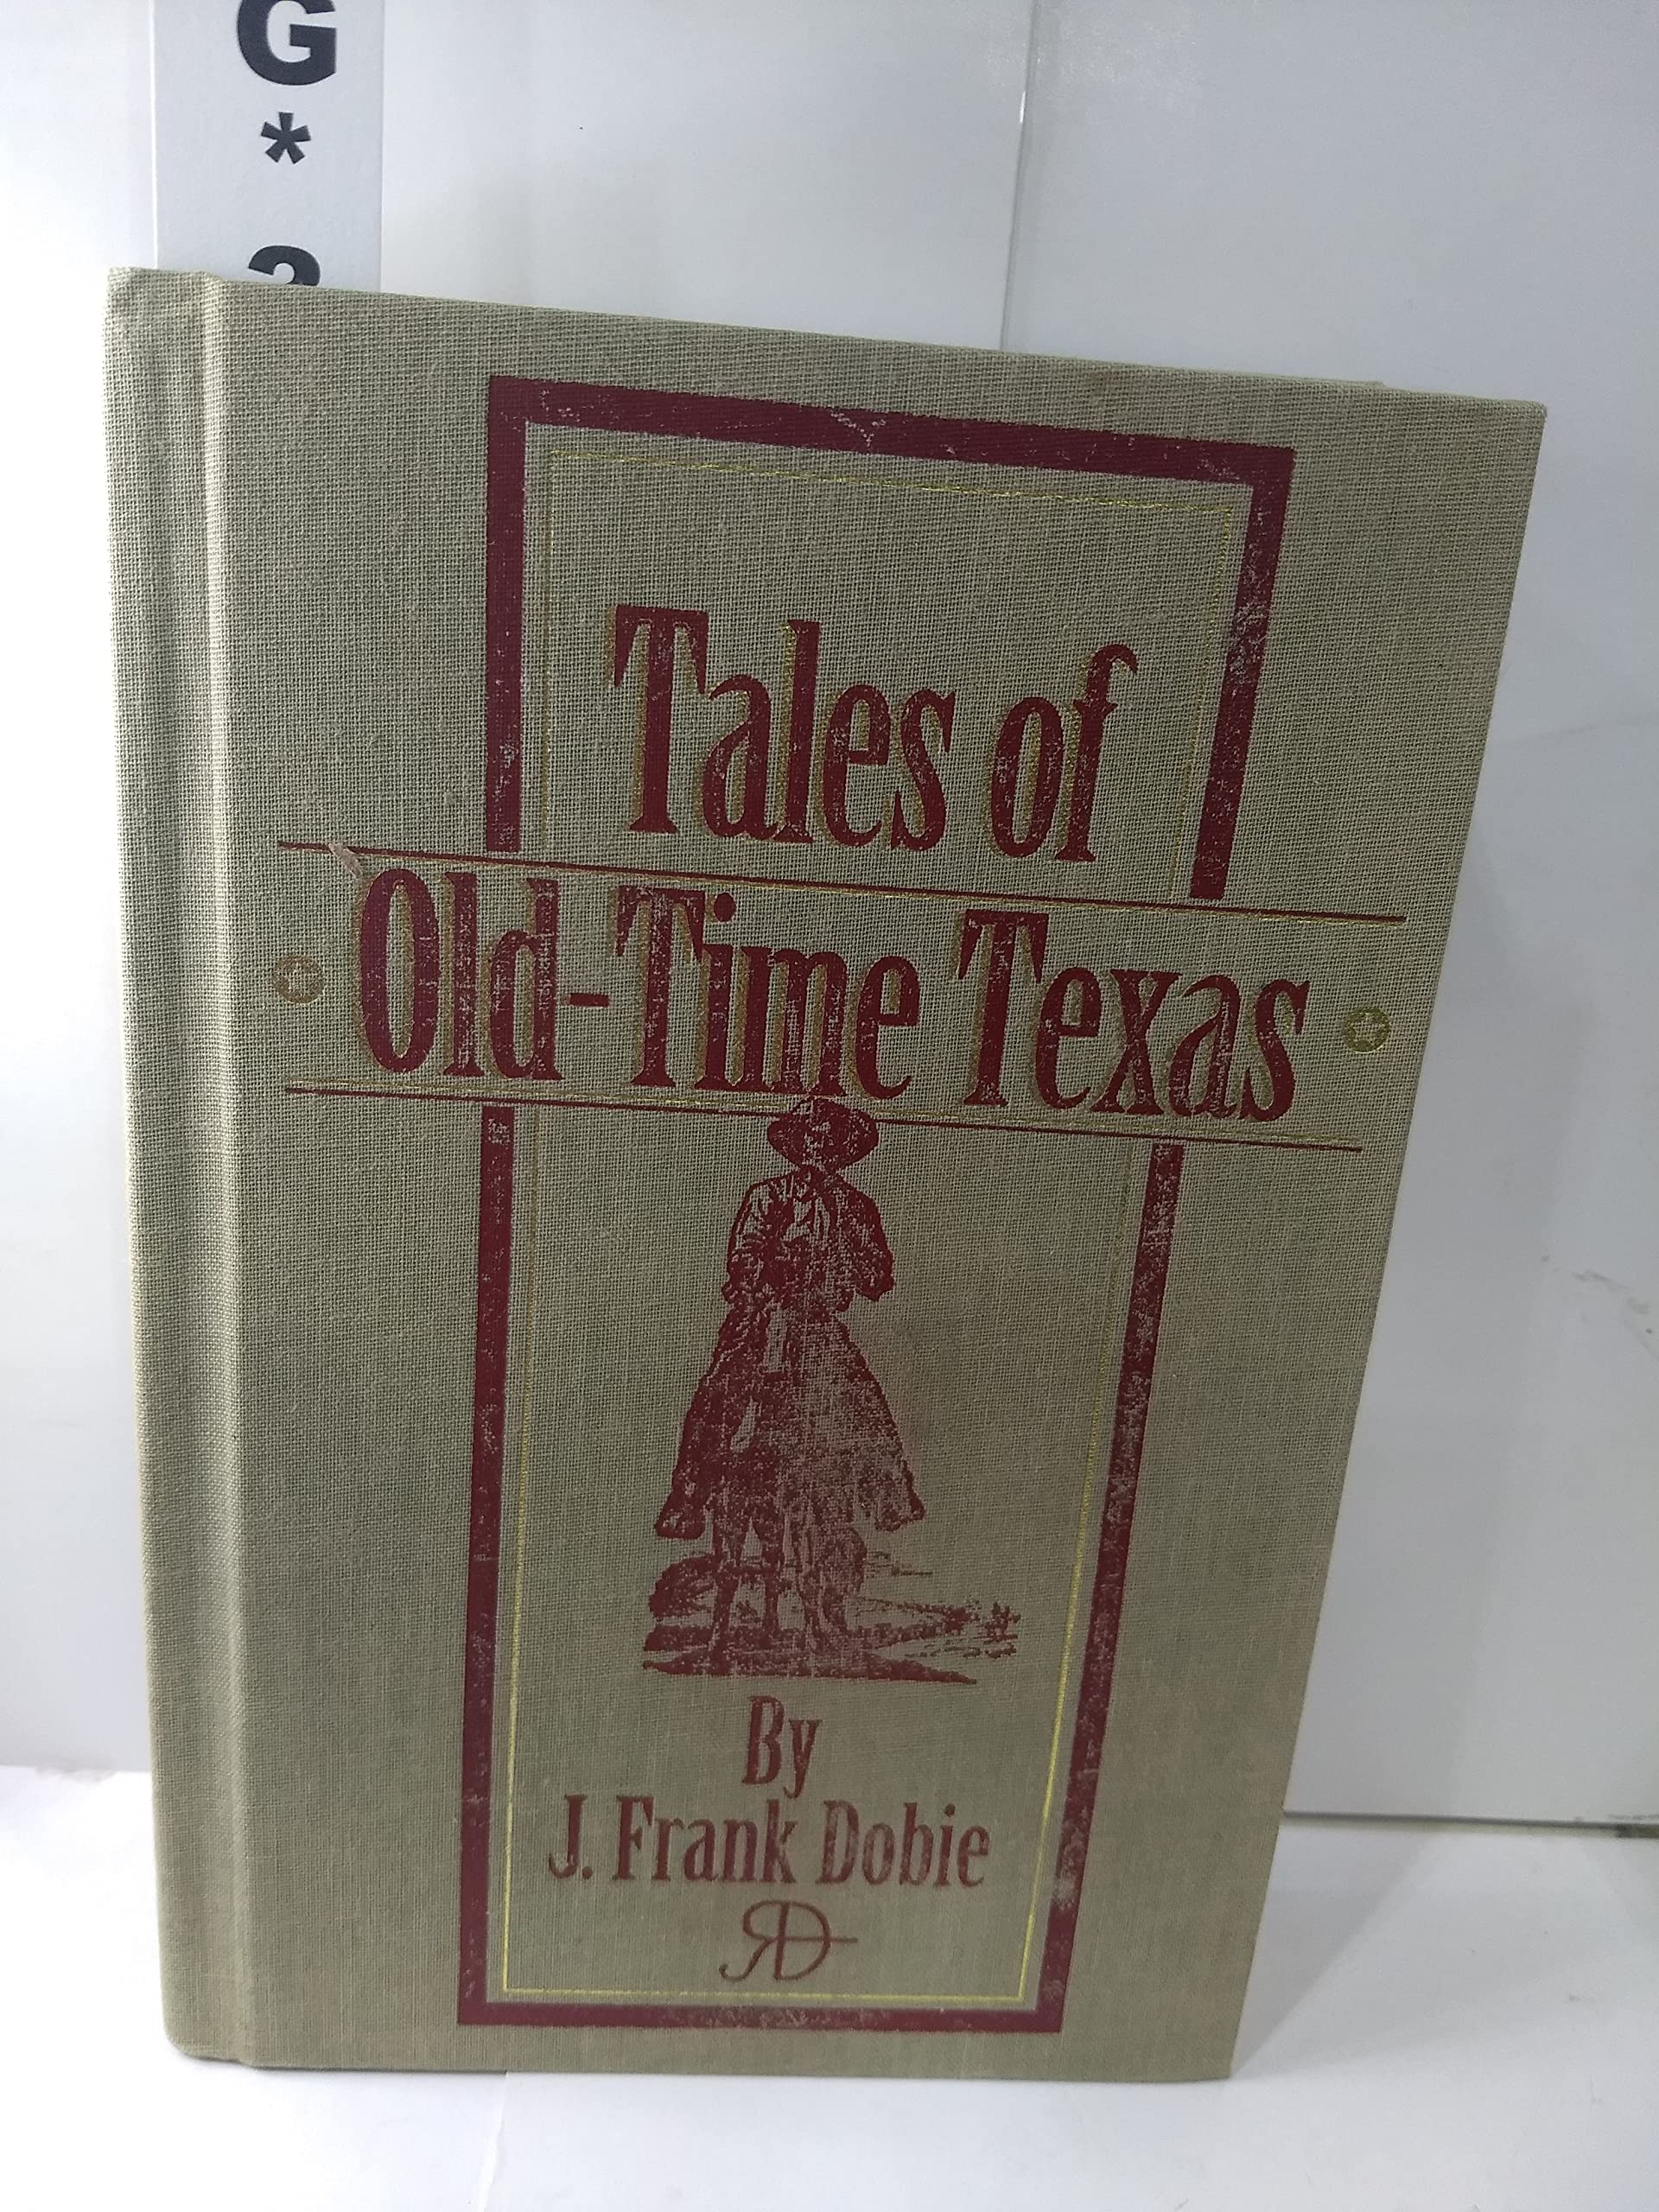 G
*
Tales of
Old-Time Texas
By
J. Frank Dobie